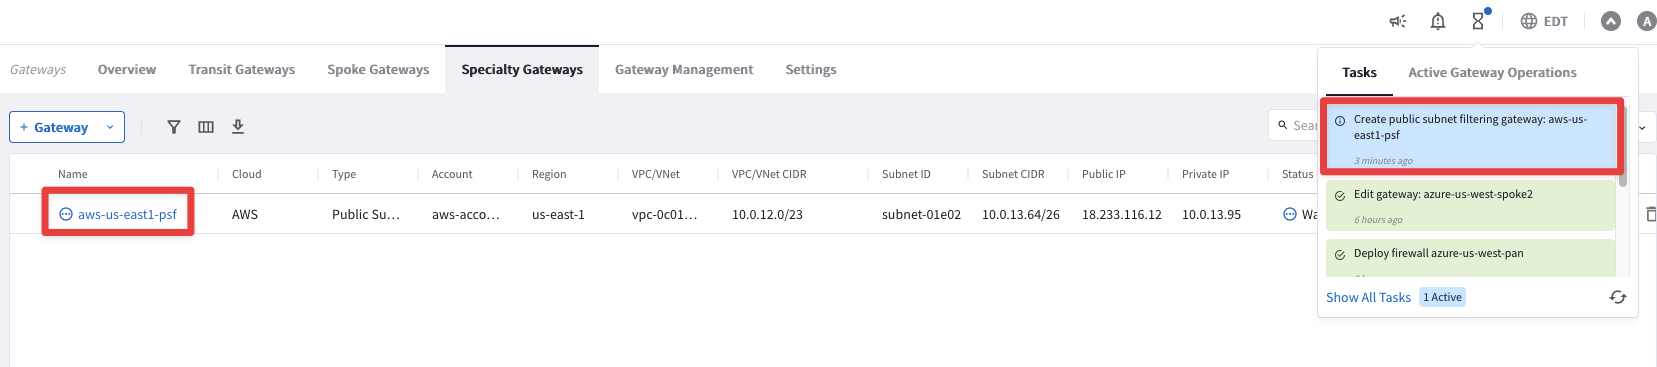 EDT
A
Gateways Overview Transit Gateways Spoke Gateways Specialty Gateways Gateway Management Settings
Tasks Active Gateway Operations
+ Gateway
Create public subnet filtering gateway: aws-us-
east1-psf
3 minutes ago
Name Cloud Type Account Region VPC/VNet VPC/VNet CIDR Subnet ID Subnet CIDR Public IP Private IP Status
aws-us-east1-psf AWS Public Su… aws-acco… us-east-1 vpc-0c01… 10.0.12.0/23 subnet-01e02 10.0.13.64/26 18.233.116.12 10.0.13.95
Edit gateway: azure-us-west-spoke2
6 hours ago
Deploy firewall azure-us-west-pan
Show All Tasks 1 Active